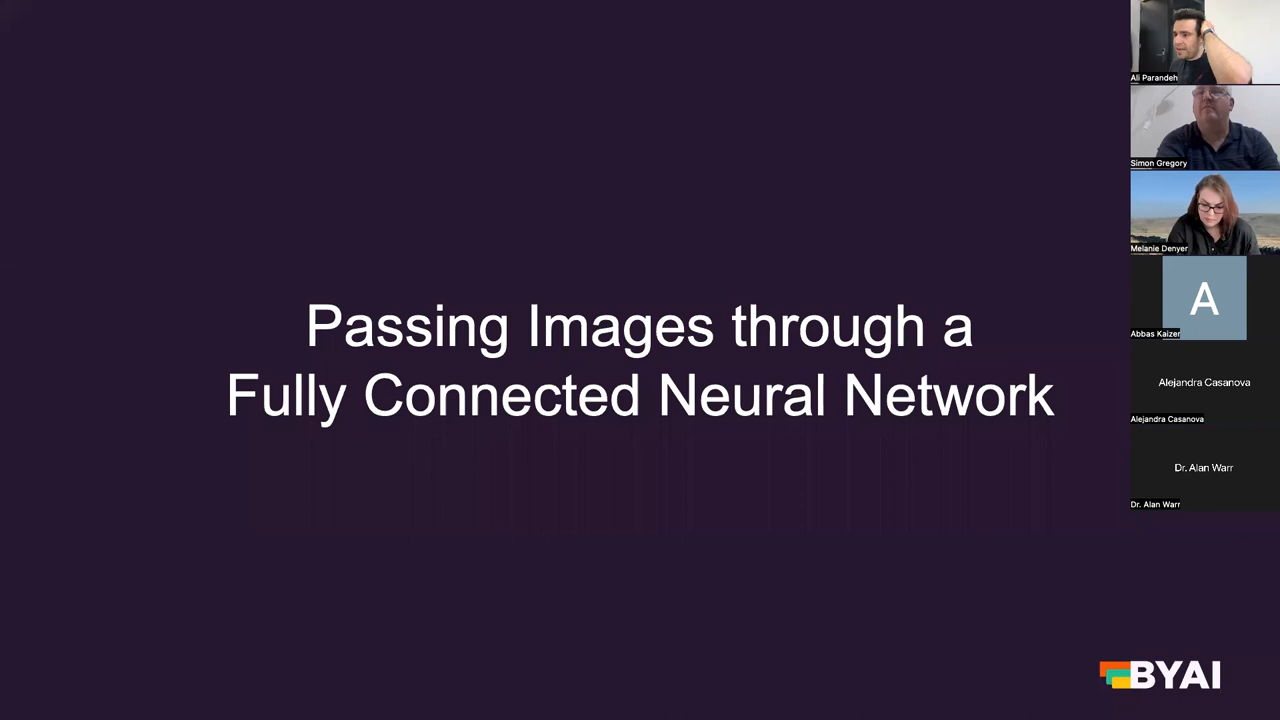 Passing Images through a
Fully Connected Neural Network
BYAI
Ali Parandeh
Simon Gregory
Melanie Denyer
A
Abbas Kaizer
Alejandra Casanova
Alejandra Casanova
Dr. Alan Warr
Dr. Alan Warr